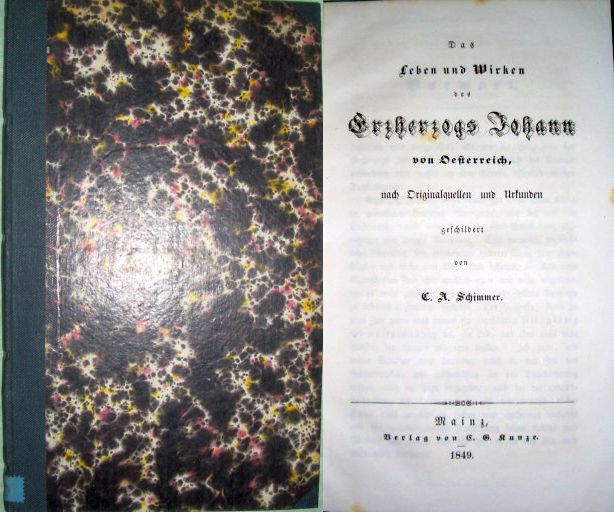 Das
Leben und Wirken
des
Erzherzogs Johann
von Oesterreich,
nach Originalquellen und Urkunden
geschildert
von
C. A. Schimmer.
Mainz,
Verlag von C. G. Kunze.
1849.